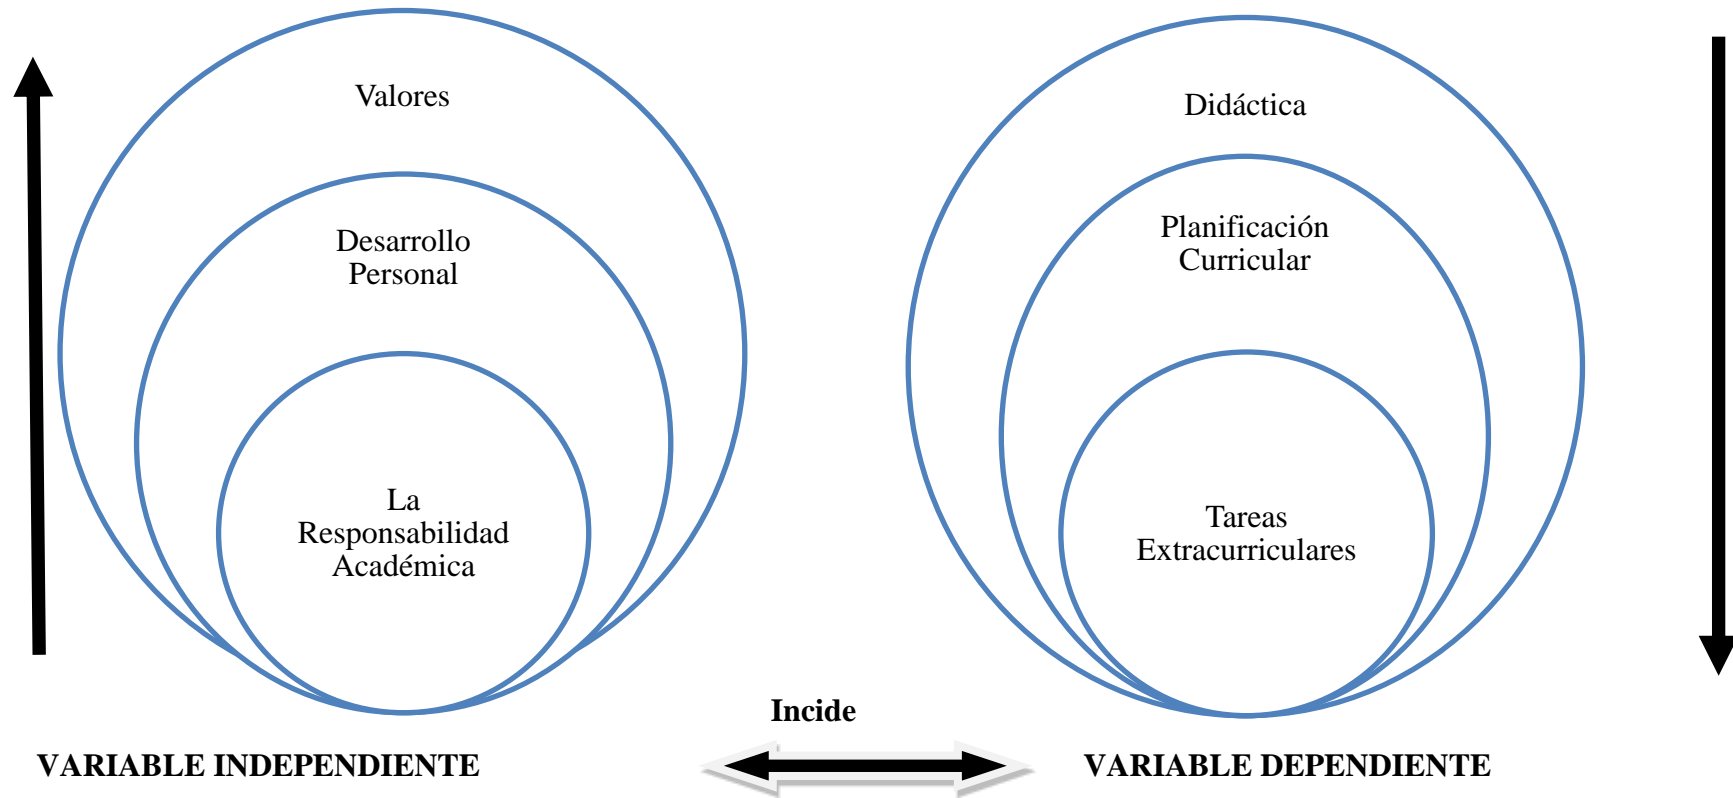 Valores
Desarrollo
Personal
La
Responsabilidad
Académica
Didáctica
Planificación
Curricular
Tareas
Extracurriculares
Incide
VARIABLE INDEPENDIENTE
VARIABLE DEPENDIENTE